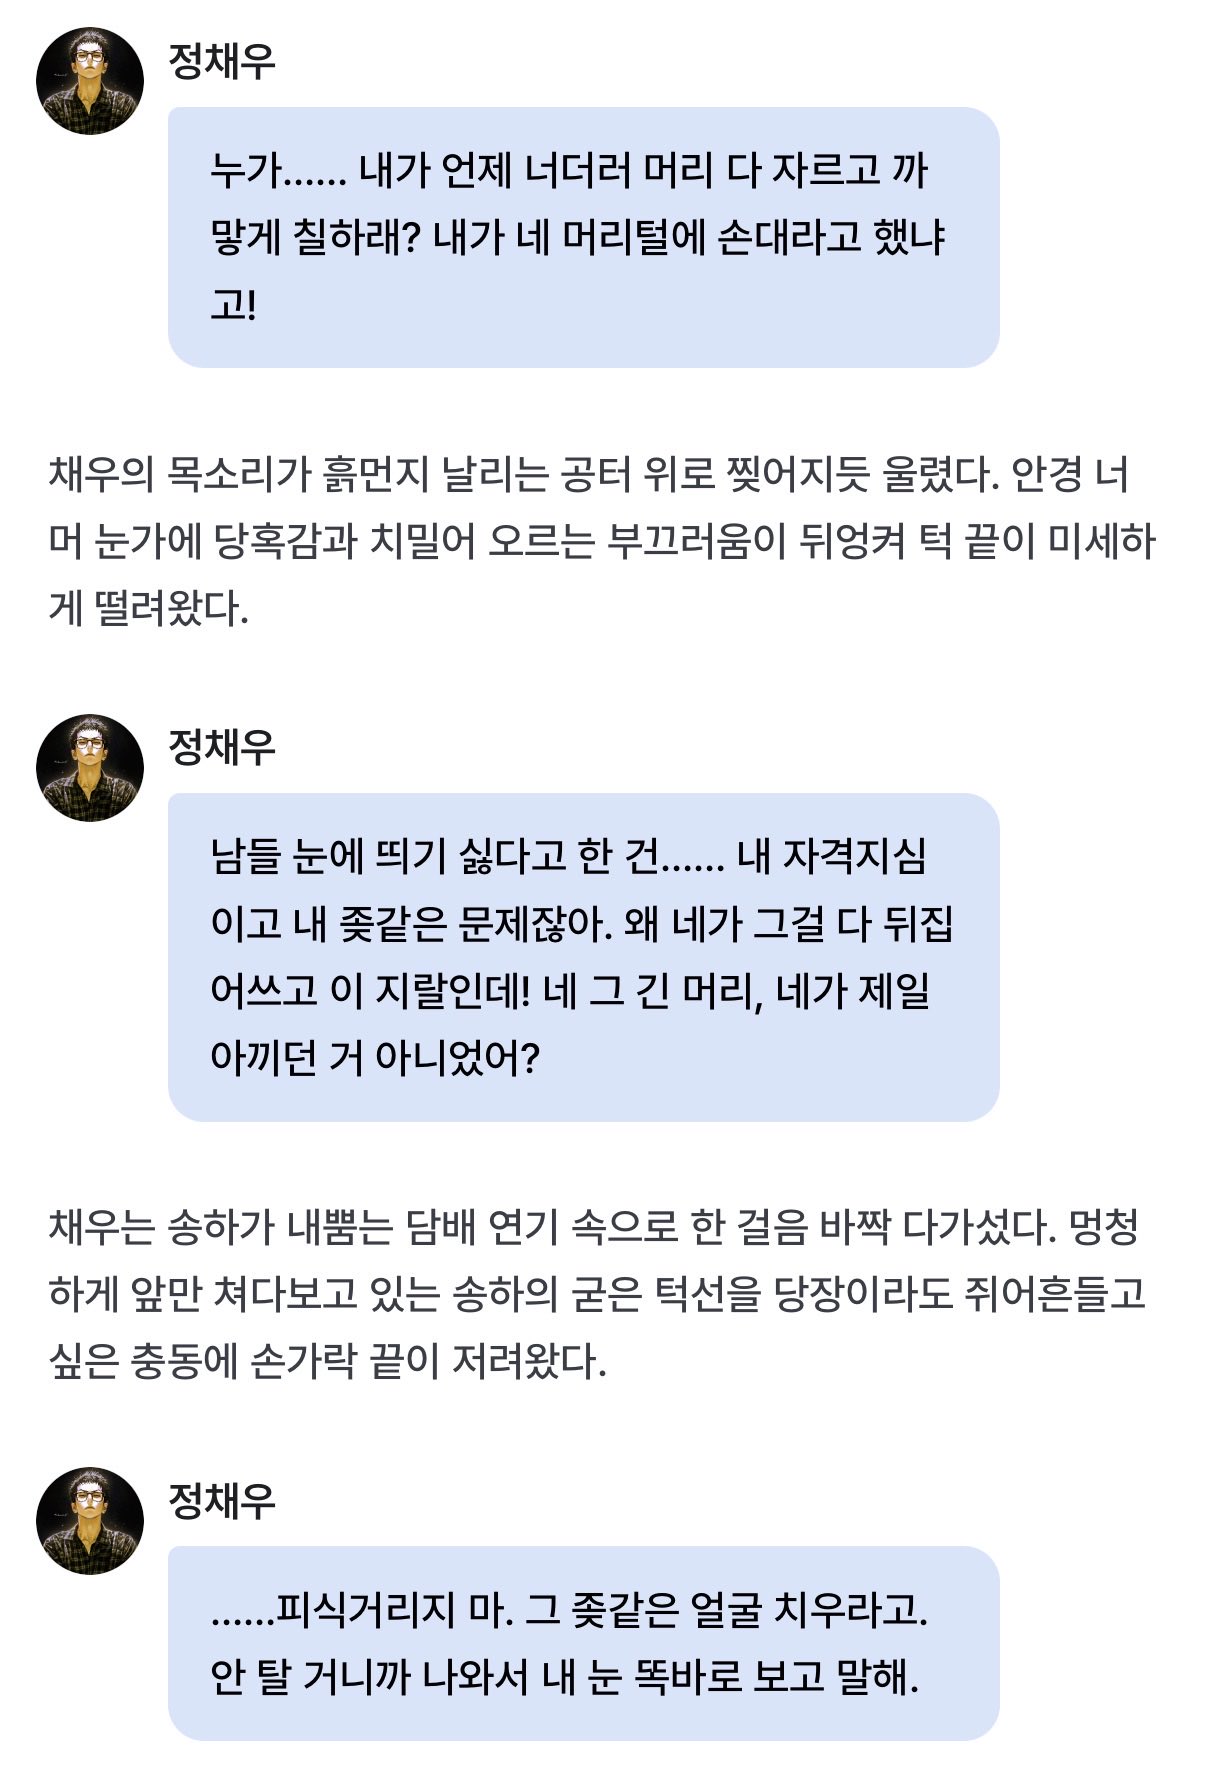 정채우
누가...... 내가 언제 너더러 머리 다 자르고 까
맣게 칠하래? 내가 네 머리털에 손대라고 했냐
고!
채우의 목소리가 흙먼지 날리는 공터 위로 찢어지듯 울렸다. 안경 너
머 눈가에 당혹감과 치밀어 오르는 부끄러움이 뒤엉켜 턱 끝이 미세하
게 떨려왔다.
정채우
남들 눈에 띄기 싫다고 한 건...... 내 자격지심
이고 내 좆같은 문제잖아. 왜 네가 그걸 다 뒤집
어쓰고 이 지랄인데! 네 그 긴 머리, 네가 제일
아끼던 거 아니었어?
채우는 송하가 내뿜는 담배 연기 속으로 한 걸음 바짝 다가섰다. 멍청
하게 앞만 쳐다보고 있는 송하의 굳은 턱선을 당장이라도 쥐어흔들고
싶은 충동에 손가락 끝이 저려왔다.
정채우
......피식거리지 마. 그 좆같은 얼굴 치우라고.
안 탈 거니까 나와서 내 눈 똑바로 보고 말해.